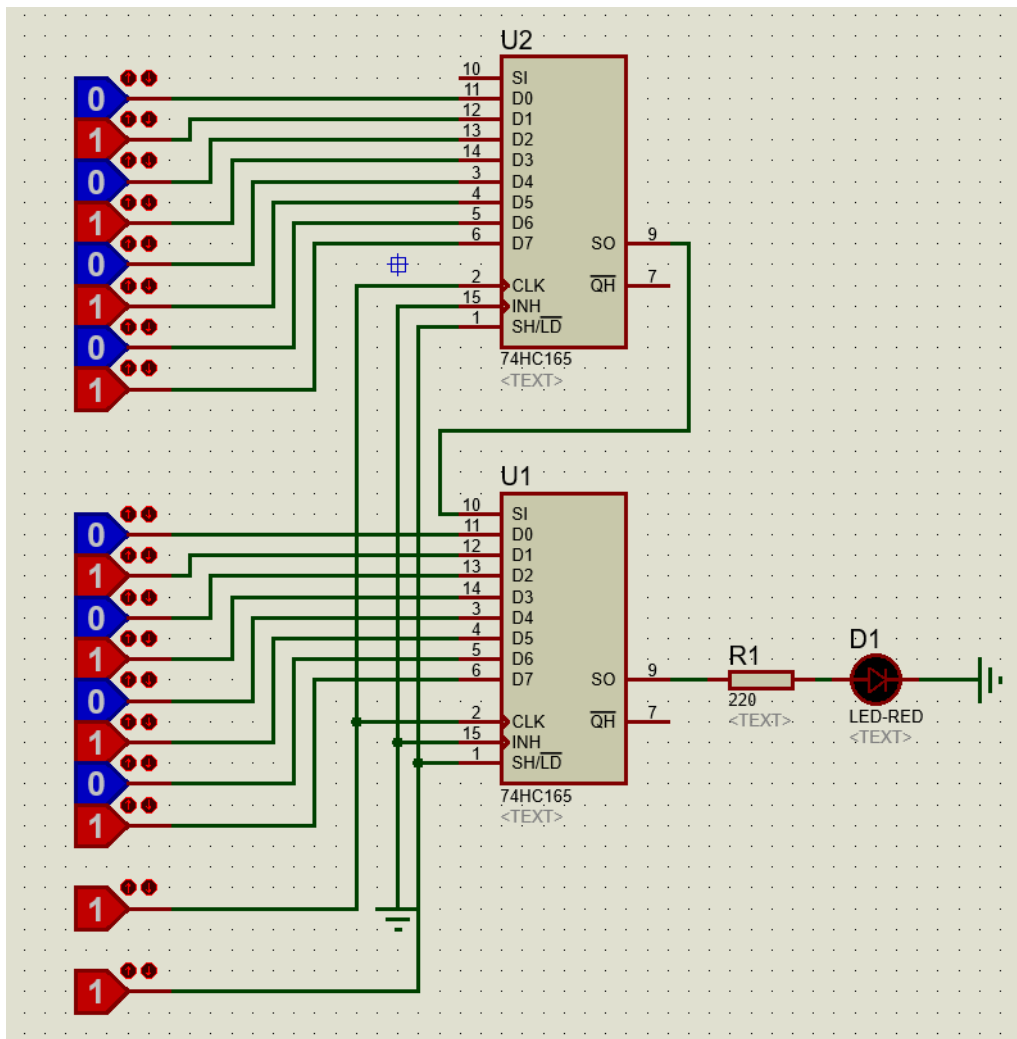 U2
10 SI
0 11 D0
1 12 D1
0 13 D2
1 14 D3
0 3 D4
1 4 D5
0 5 D6
1 6 D7 SO 9
2 CLK QH 7
15 INH
1 SH/LD
74HC165
<TEXT>
U1
10 SI
0 11 D0
1 12 D1
0 13 D2
1 14 D3
0 3 D4
1 4 D5
0 5 D6
1 6 D7 SO 9
2 CLK QH 7
15 INH
1 SH/LD
74HC165
<TEXT>
R1
220
<TEXT>
D1
LED-RED
<TEXT>
1
1